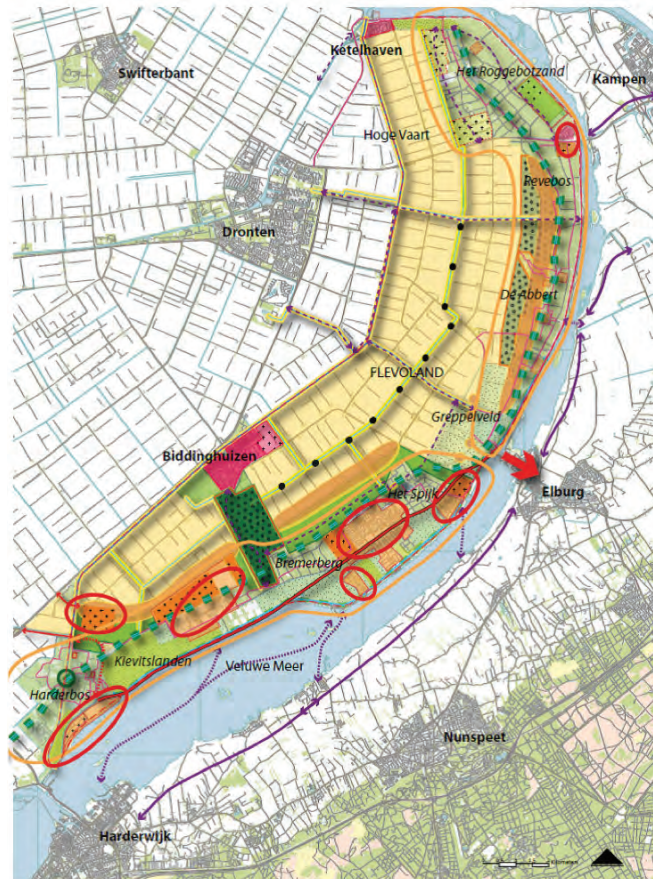 Ketelhaven
Swifterbant
Het Roggebotzand
Kampen
Hoge Vaart
Revebos
Dronten
De Abbert
FLEVOLAND
Greppelveld
Biddinghuizen
Het Spijk
Elburg
Bremerberg
Kievitslanden
Veluwe Meer
Harderbos
Nunspeet
Harderwijk